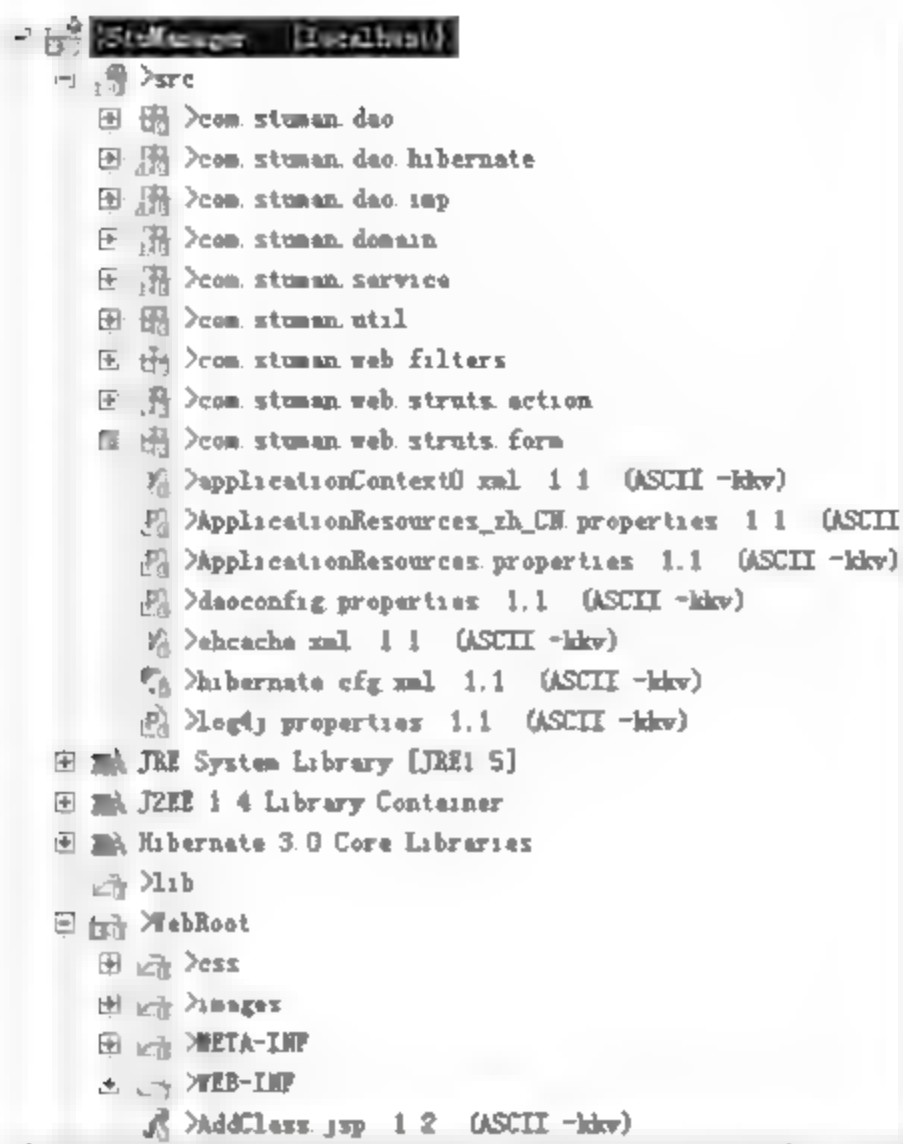 >StuManager [localhost]
>src
>com.stuman.dao
>com.stuman.dao.hibernate
>com.stuman.dao.imp
>com.stuman.domain
>com.stuman.service
>com.stuman.util
>com.stuman.web.filters
>com.stuman.web.struts.action
>com.stuman.web.struts.form
>applicationContext0.xml 1.1 (ASCII -kkv)
>ApplicationResources_zh_CN.properties 1.1 (ASCII
>ApplicationResources.properties 1.1 (ASCII -kkv)
>daoconfig.properties 1.1 (ASCII -kkv)
>ehcache.xml 1.1 (ASCII -kkv)
>hibernate.cfg.xml 1.1 (ASCII -kkv)
>log4j.properties 1.1 (ASCII -kkv)
JRE System Library [JRE1.5]
J2EE 1.4 Library Container
Hibernate 3.0 Core Libraries
>lib
>WebRoot
>css
>images
>META-INF
>WEB-INF
>AddClass.jsp 1.2 (ASCII -kkv)